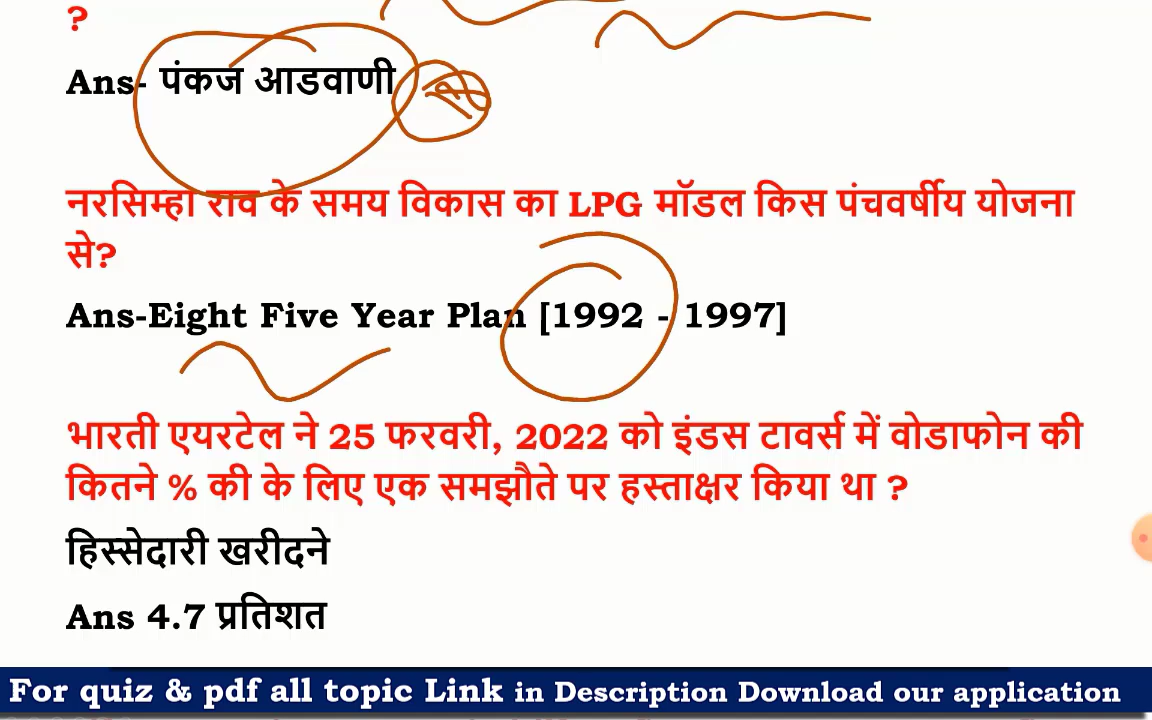 ?
Ans- पंकज आडवाणी
नरसिम्हा राव के समय विकास का LPG मॉडल किस पंचवर्षीय योजना
से?
Ans-Eight Five Year Plan [1992 - 1997]
भारती एयरटेल ने 25 फरवरी, 2022 को इंडस टावर्स में वोडाफोन की
कितने % की के लिए एक समझौते पर हस्ताक्षर किया था ?
हिस्सेदारी खरीदने
Ans 4.7 प्रतिशत
For quiz & pdf all topic Link in Description Download our application